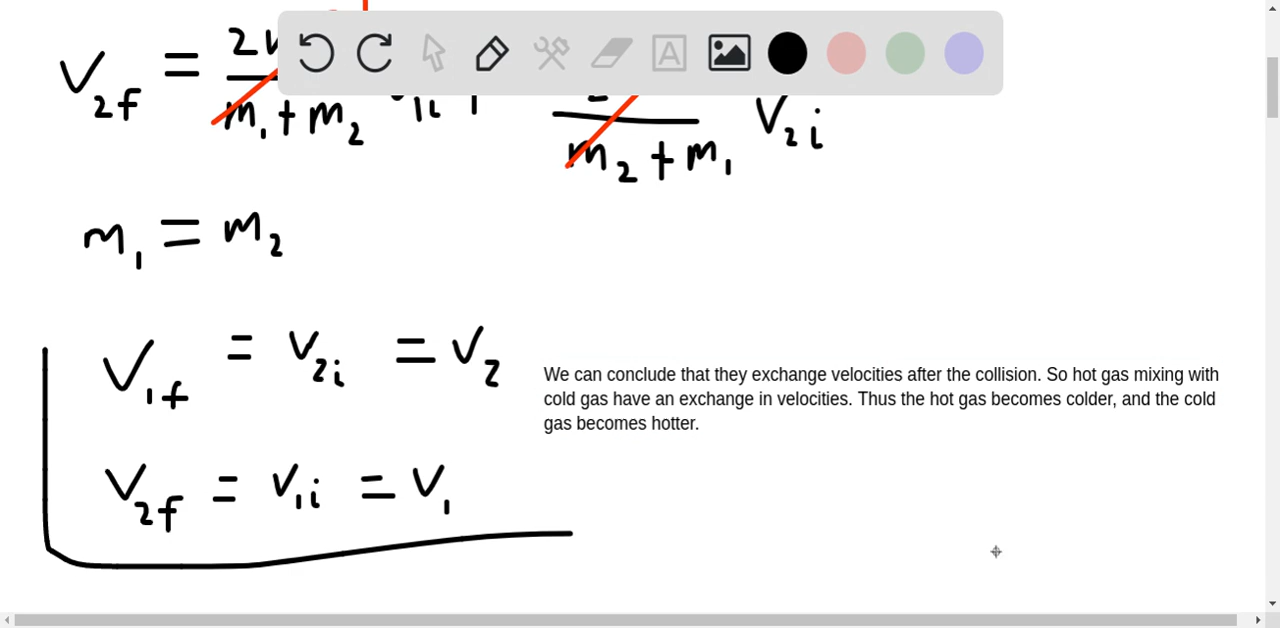 V2f = 2 / m1 + m2 / m2 + m1 V2i
m1 = m2
V1f = V2i = V2
We can conclude that they exchange velocities after the collision. So hot gas mixing with
cold gas have an exchange in velocities. Thus the hot gas becomes colder, and the cold
gas becomes hotter.
V2f = V1i = V1
A